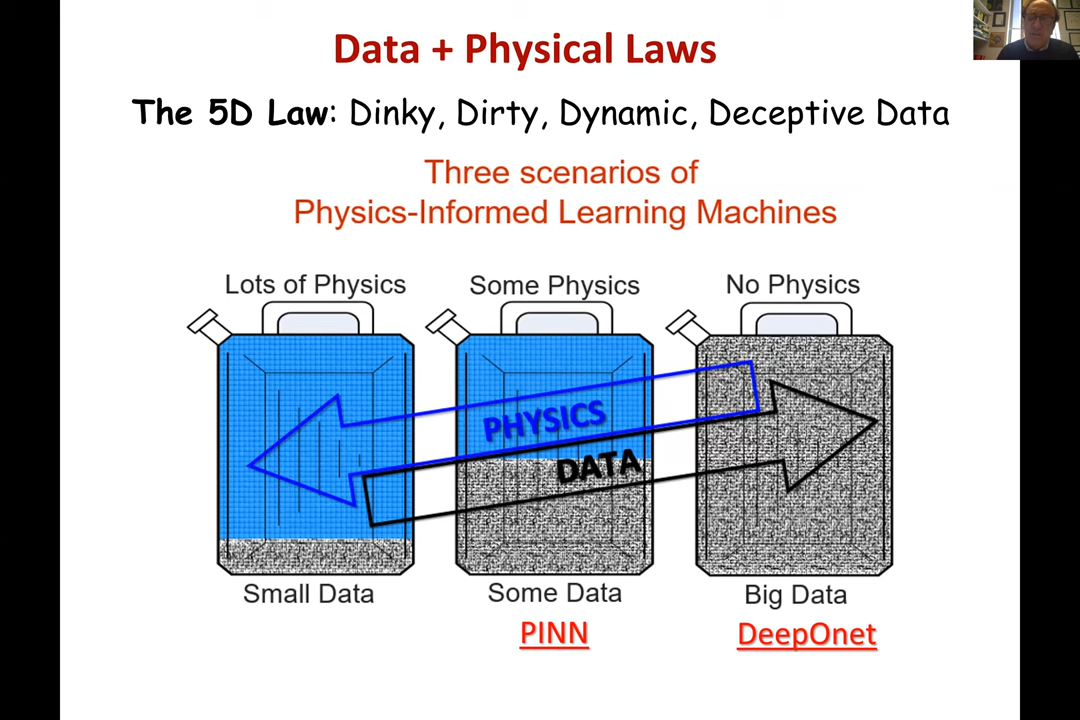 Data + Physical Laws
The 5D Law: Dinky, Dirty, Dynamic, Deceptive Data
Three scenarios of
Physics-Informed Learning Machines
Lots of Physics
Some Physics
No Physics
PHYSICS
DATA
Small Data
Some Data
Big Data
PINN
DeepOnet